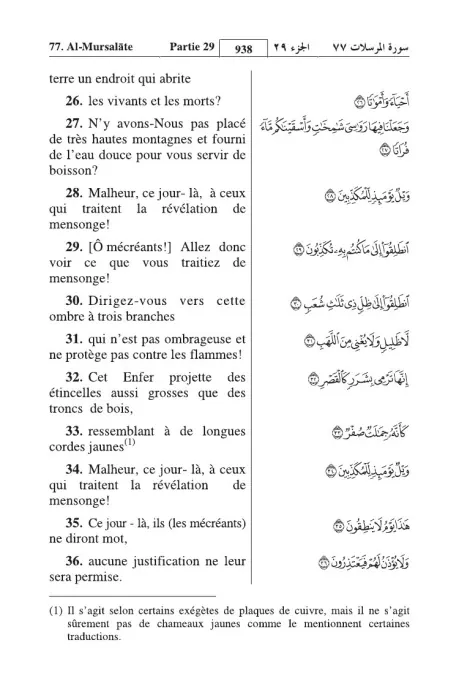 77. Al-Mursalâte Partie 29 938 الجزء ٢٩ سورة المرسلات ٧٧
terre un endroit qui abrite
26. les vivants et les morts?
أَحْيَآءً وَأَمْوَٰتًا ٢٦
27. N’y avons-Nous pas placé
de très hautes montagnes et fourni
de l’eau douce pour vous servir de
boisson?
وَجَعَلْنَا فِيهَا رَوَٰسِىَ شَٰمِخَٰتٍ وَأَسْقَيْنَٰكُم مَّآءً
فُرَاتًا ٢٧
28. Malheur, ce jour- là, à ceux
qui traitent la révélation de
mensonge!
وَيْلٌ يَوْمَئِذٍ لِّلْمُكَذِّبِينَ ٢٨
29. [Ô mécréants!] Allez donc
voir ce que vous traitiez de
mensonge!
ٱنطَلِقُوٓا۟ إِلَىٰ مَا كُنتُم بِهِۦ تُكَذِّبُونَ ٢٩
30. Dirigez-vous vers cette
ombre à trois branches
ٱنطَلِقُوٓا۟ إِلَىٰ ظِلٍّ ذِى ثَلَٰثِ شُعَبٍ ٣٠
31. qui n’est pas ombrageuse et
ne protège pas contre les flammes!
لَّا ظَلِيلٍ وَلَا يُغْنِى مِنَ ٱللَّهَبِ ٣١
32. Cet Enfer projette des
étincelles aussi grosses que des
troncs de bois,
إِنَّهَا تَرْمِى بِشَرَرٍ كَٱلْقَصْرِ ٣٢
33. ressemblant à de longues
cordes jaunes(1)
كَأَنَّهُۥ جِمَٰلَتٌ صُفْرٌ ٣٣
34. Malheur, ce jour- là, à ceux
qui traitent la révélation de
mensonge!
وَيْلٌ يَوْمَئِذٍ لِّلْمُكَذِّبِينَ ٣٤
35. Ce jour - là, ils (les mécréants)
ne diront mot,
هَٰذَا يَوْمُ لَا يَنطِقُونَ ٣٥
36. aucune justification ne leur
sera permise.
وَلَا يُؤْذَنُ لَهُمْ فَيَعْتَذِرُونَ ٣٦
(1) Il s’agit selon certains exégètes de plaques de cuivre, mais il ne s’agit
sûrement pas de chameaux jaunes comme le mentionnent certaines
traductions.